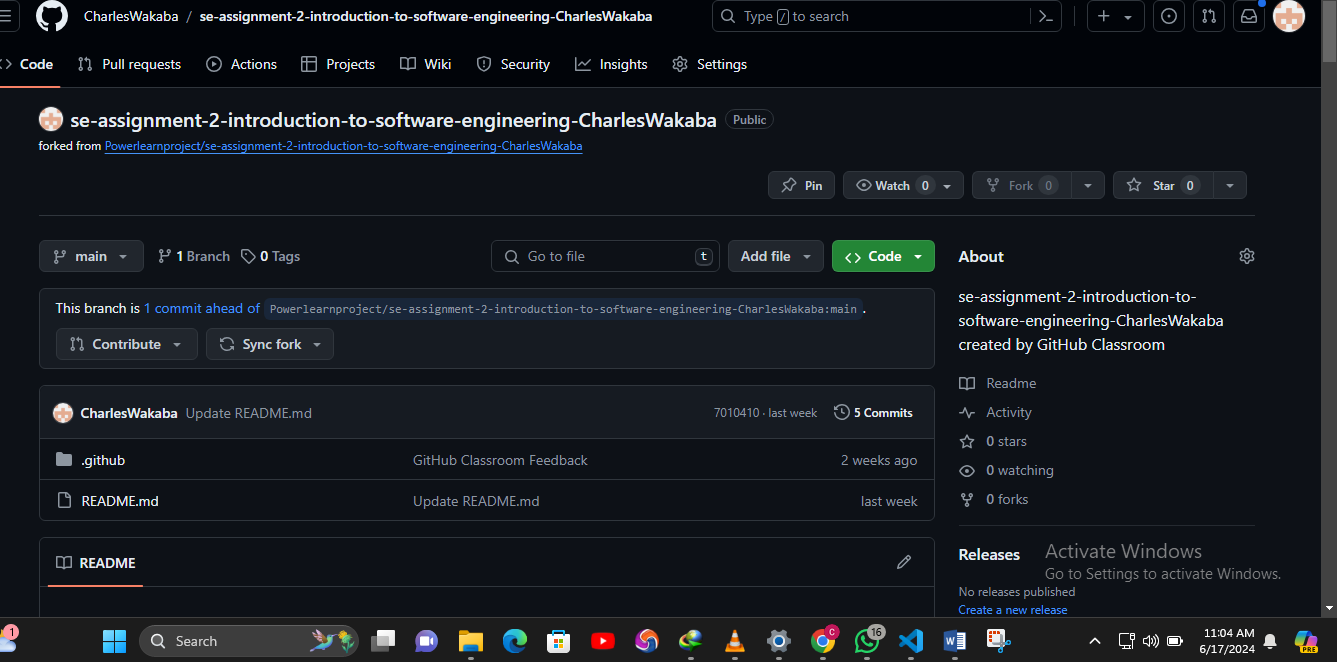 CharlesWakaba / se-assignment-2-introduction-to-software-engineering-CharlesWakaba
Type / to search
Code Pull requests Actions Projects Wiki Security Insights Settings
se-assignment-2-introduction-to-software-engineering-CharlesWakaba Public
forked from Powerlearnproject/se-assignment-2-introduction-to-software-engineering-CharlesWakaba
Pin Watch 0 Fork 0 Star 0
main 1 Branch 0 Tags Go to file t Add file Code
This branch is 1 commit ahead of Powerlearnproject/se-assignment-2-introduction-to-software-engineering-CharlesWakaba:main .
Contribute Sync fork
CharlesWakaba Update README.md 7010410 · last week 5 Commits
.github GitHub Classroom Feedback 2 weeks ago
README.md Update README.md last week
README
About
se-assignment-2-introduction-to-
software-engineering-CharlesWakaba
created by GitHub Classroom
Readme
Activity
0 stars
0 watching
0 forks
Releases
No releases published
Create a new release
Activate Windows
Go to Settings to activate Windows.
1 Search C 16 11:04 AM PRE
6/17/2024